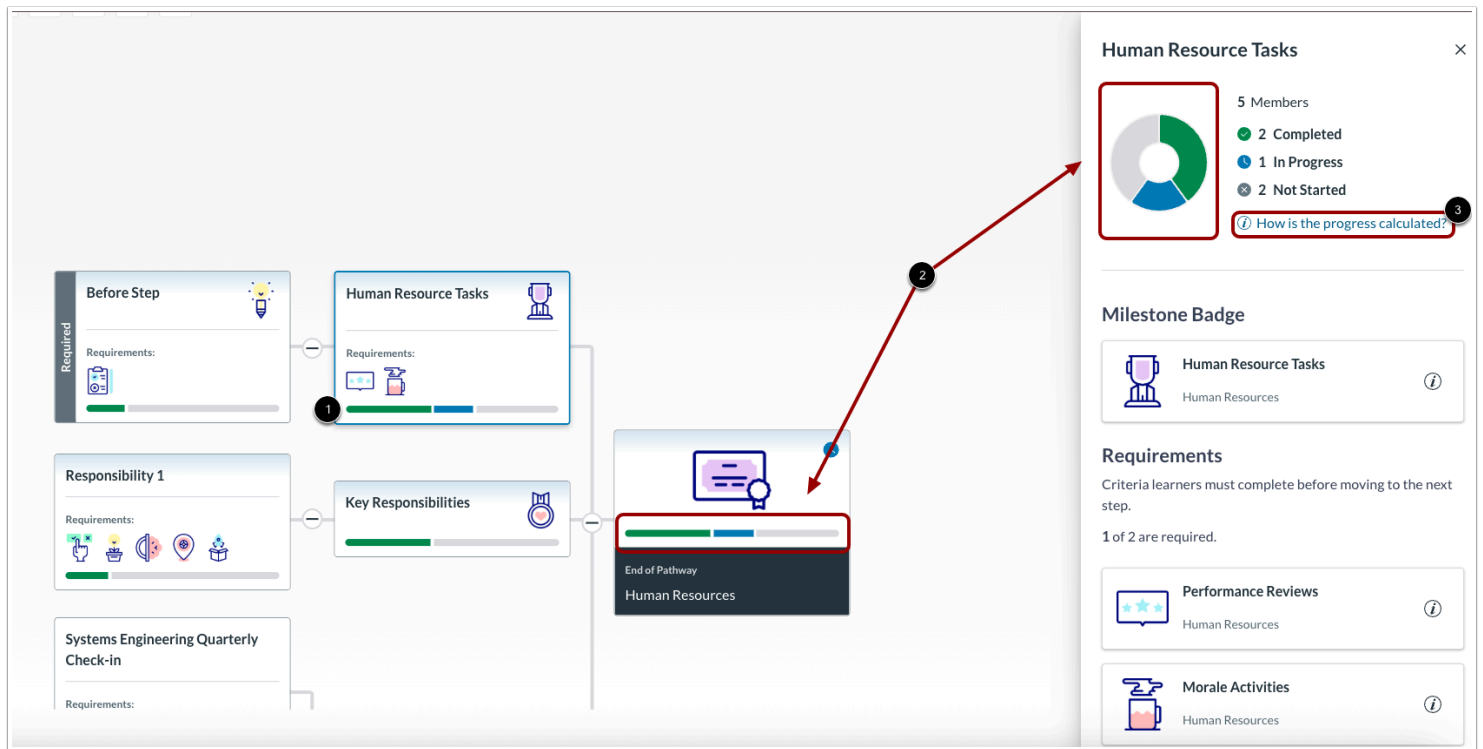 Required
Before Step
Requirements:
Human Resource Tasks
Requirements:
1
Responsibility 1
Requirements:
Key Responsibilities
Systems Engineering Quarterly
Check-in
Requirements:
End of Pathway
Human Resources
2
Human Resource Tasks
5 Members
2 Completed
1 In Progress
2 Not Started
How is the progress calculated?
3
Milestone Badge
Human Resource Tasks
Human Resources
Requirements
Criteria learners must complete before moving to the next
step.
1 of 2 are required.
Performance Reviews
Human Resources
Morale Activities
Human Resources